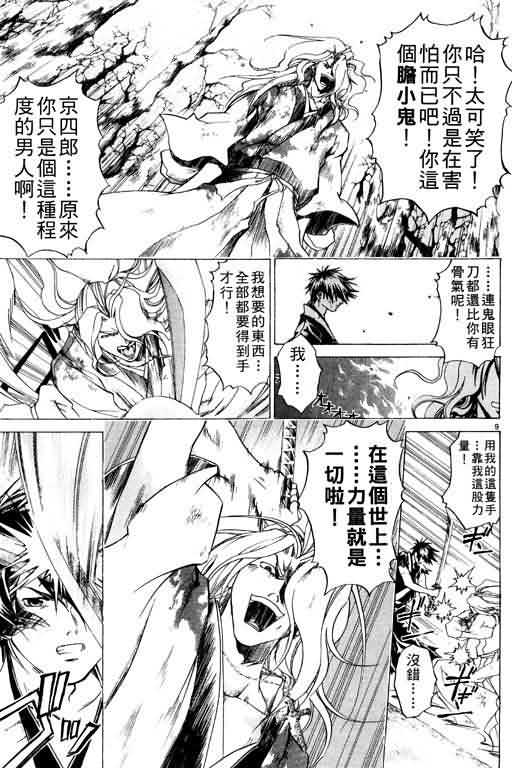 哈！太可笑了！
你只不過是在害
怕而已吧！你這
個膽小鬼！
京四郎……原來
你只是個這種程
度的男人啊！
……連鬼眼狂
刀都還比你有
骨氣呢！
我…
我想要的東西…
全部都要得到手
才行！
9
用我的這隻手
…靠我這股力
量！
沒錯…
在這個世上…
……力量就是
一切啦！